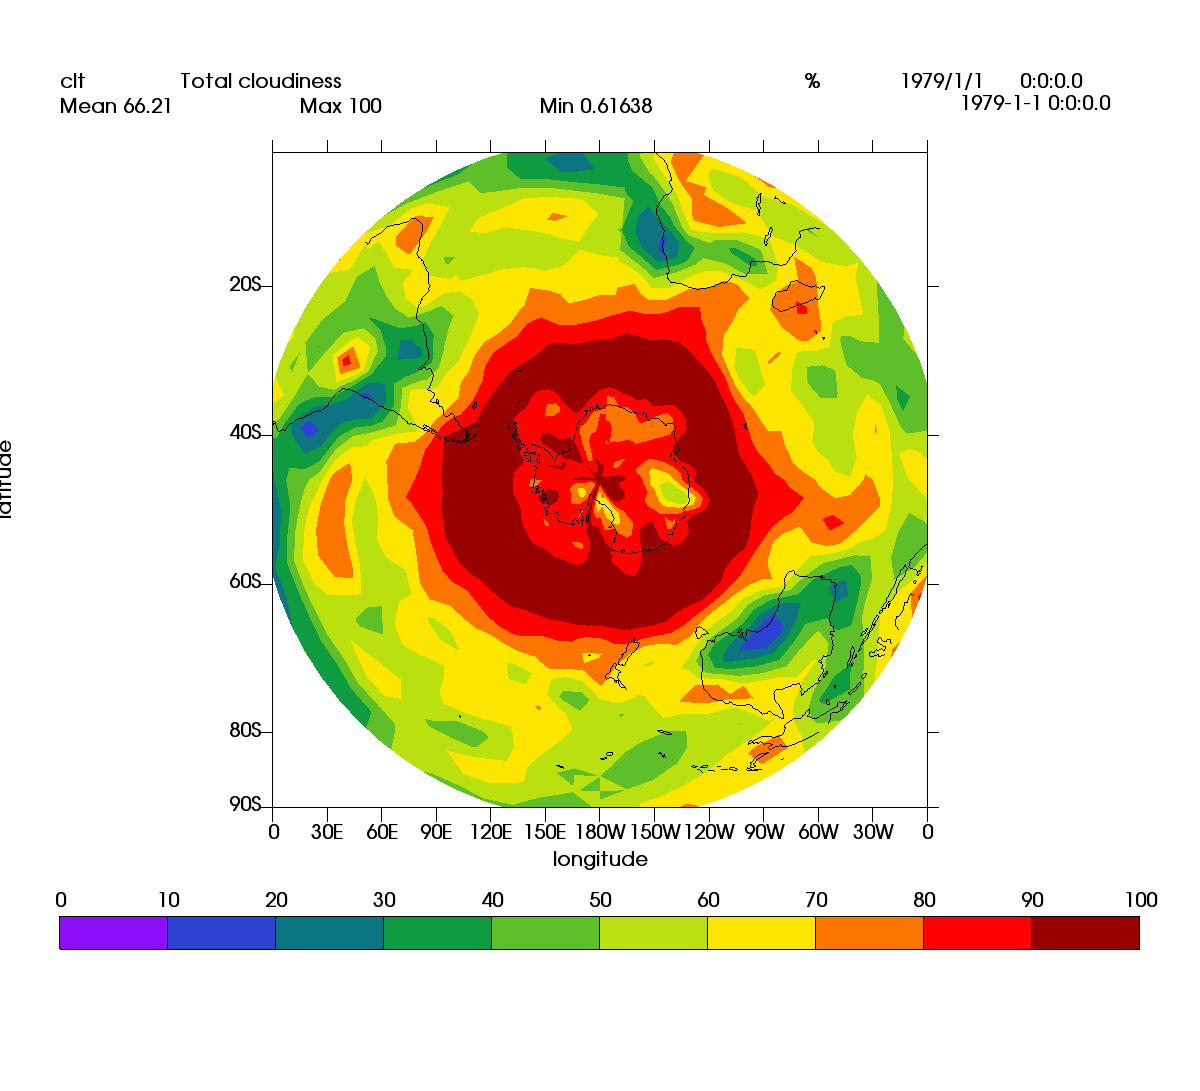 clt Total cloudiness % 1979/1/1 0:0:0.0
Mean 66.21 Max 100 Min 0.61638 1979-1-1 0:0:0.0
20S
40S
60S
80S
90S
latitude
0 30E 60E 90E 120E 150E 180W 150W 120W 90W 60W 30W 0
longitude
0 10 20 30 40 50 60 70 80 90 100